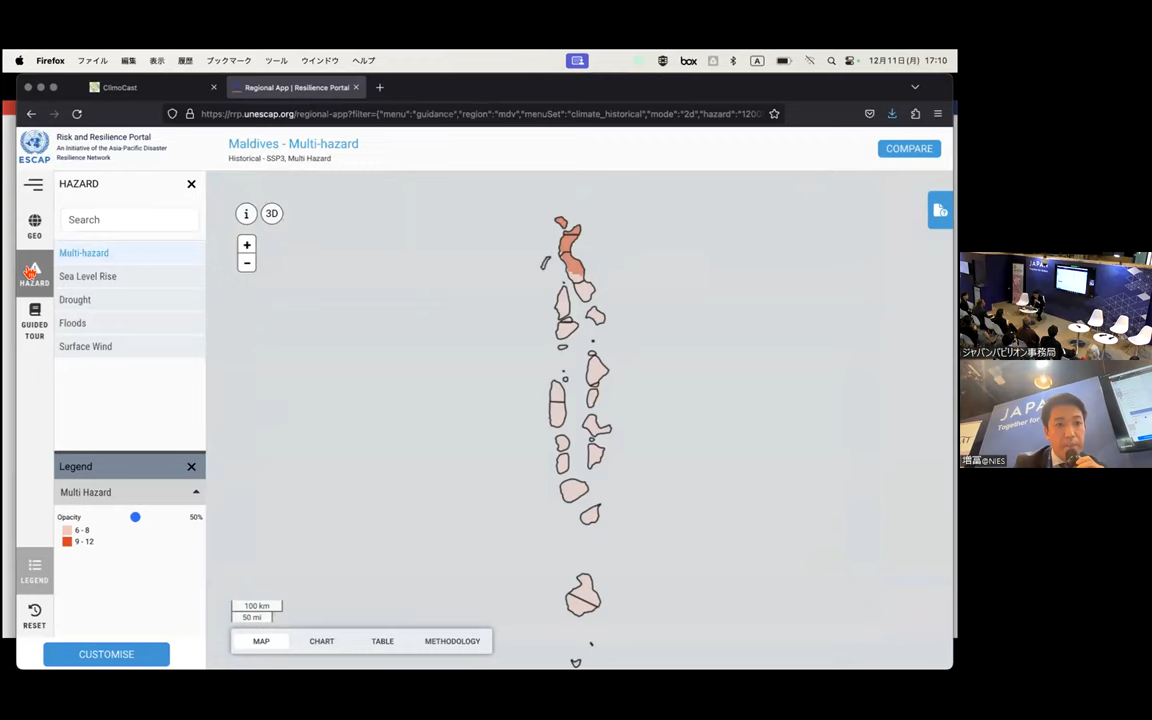 Firefox ファイル 編集 表示 履歴 ブックマーク ツール ウインドウ ヘルプ
box A 12月11日(月) 17:10
ClimoCast
Regional App | Resilience Portal
https://rrp.unescap.org/regional-app?filter={"menu":"guidance","region":"mdv","menuSet":"climate_historical","mode":"2d","hazard":"1200
ESCAP
Risk and Resilience Portal
An Initiative of the Asia-Pacific Disaster
Resilience Network
Maldives - Multi-hazard
Historical - SSP3, Multi Hazard
COMPARE
GEO
HAZARD
GUIDED
TOUR
LEGEND
RESET
HAZARD
Search
Multi-hazard
Sea Level Rise
Drought
Floods
Surface Wind
Legend
Multi Hazard
Opacity 50%
6 - 8
9 - 12
CUSTOMISE
i 3D
+
−
100 km
50 mi
MAP CHART TABLE METHODOLOGY
JAPAN
ジャパンパビリオン事務局
JAPA
Together for
増冨@NIES